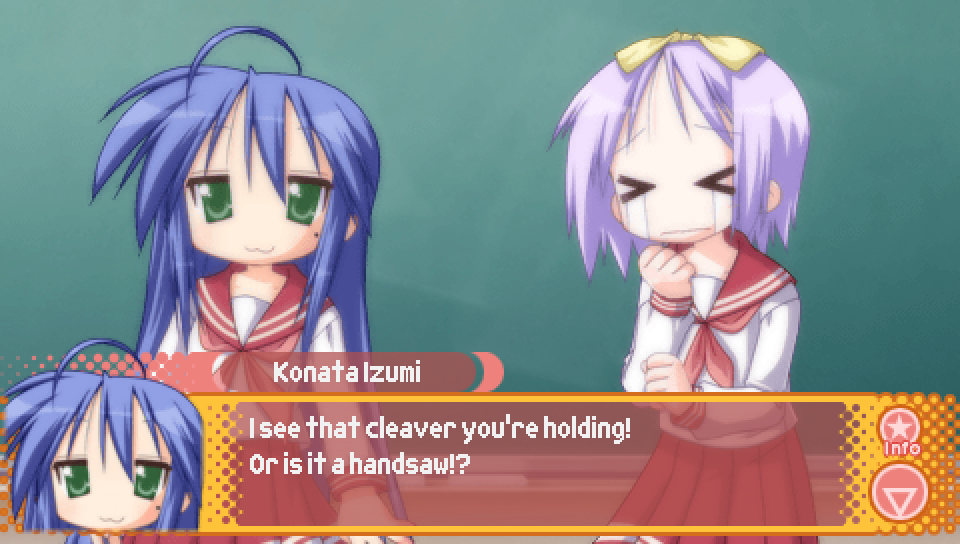 Konata Izumi
I see that cleaver you're holding!
Or is it a handsaw!?
Info